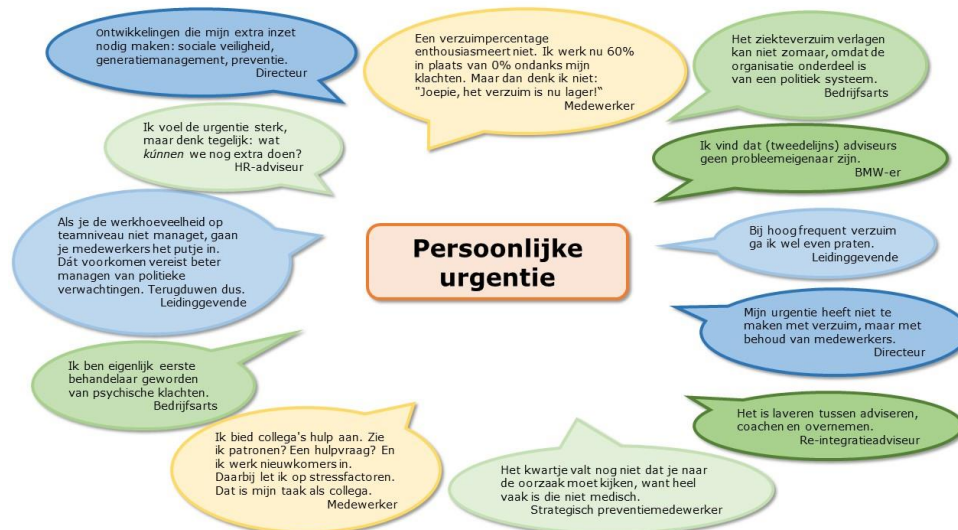 Ontwikkelingen die mijn extra inzet
nodig maken: sociale veiligheid,
generatiemanagement, preventie.
Directeur
Een verzuimpercentage
enthousiasmeert niet. Ik werk nu 60%
in plaats van 0% ondanks mijn
klachten. Maar dan denk ik niet:
"Joepie, het verzuim is nu lager!"
Medewerker
Het ziekteverzuim verlagen
kan niet zomaar, omdat de
organisatie onderdeel is
van een politiek systeem.
Bedrijfsarts
Ik voel de urgentie sterk,
maar denk tegelijk: wat
kúnnen we nog extra doen?
HR-adviseur
Ik vind dat (tweedelijns) adviseurs
geen probleemeigenaar zijn.
BMW-er
Als je de werkhoeveelheid op
teamniveau niet managet, gaan
je medewerkers het putje in.
Dát voorkomen vereist beter
managen van politieke
verwachtingen. Terugduwen dus.
Leidinggevende
Persoonlijke
urgentie
Bij hoog frequent verzuim
ga ik wel even praten.
Leidinggevende
Mijn urgentie heeft niet te
maken met verzuim, maar met
behoud van medewerkers.
Directeur
Ik ben eigenlijk eerste
behandelaar geworden
van psychische klachten.
Bedrijfsarts
Het is laveren tussen adviseren,
coachen en overnemen.
Re-integratieadviseur
Ik bied collega's hulp aan. Zie
ik patronen? Een hulpvraag? En
ik werk nieuwkomers in.
Daarbij let ik op stressfactoren.
Dat is mijn taak als collega.
Medewerker
Het kwartje valt nog niet dat je naar
de oorzaak moet kijken, want heel
vaak is die niet medisch.
Strategisch preventiemedewerker